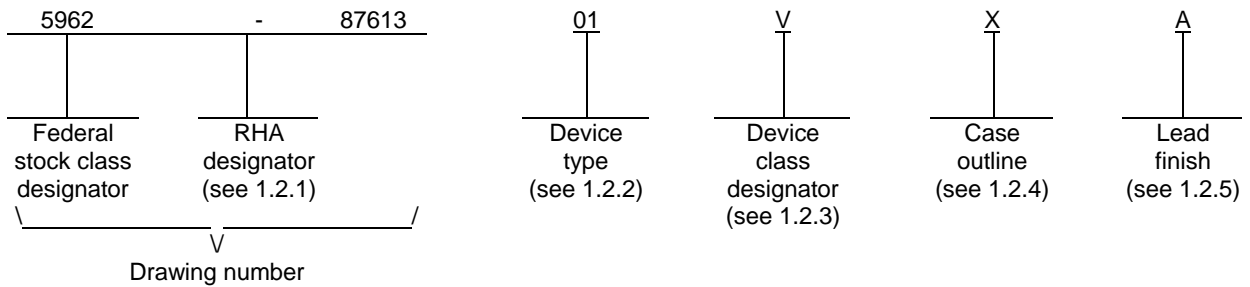 5962 - 87613 01 V X A
Federal stock class designator
RHA designator (see 1.2.1)
Device type (see 1.2.2)
Device class designator (see 1.2.3)
Case outline (see 1.2.4)
Lead finish (see 1.2.5)
\ / \/
Drawing number